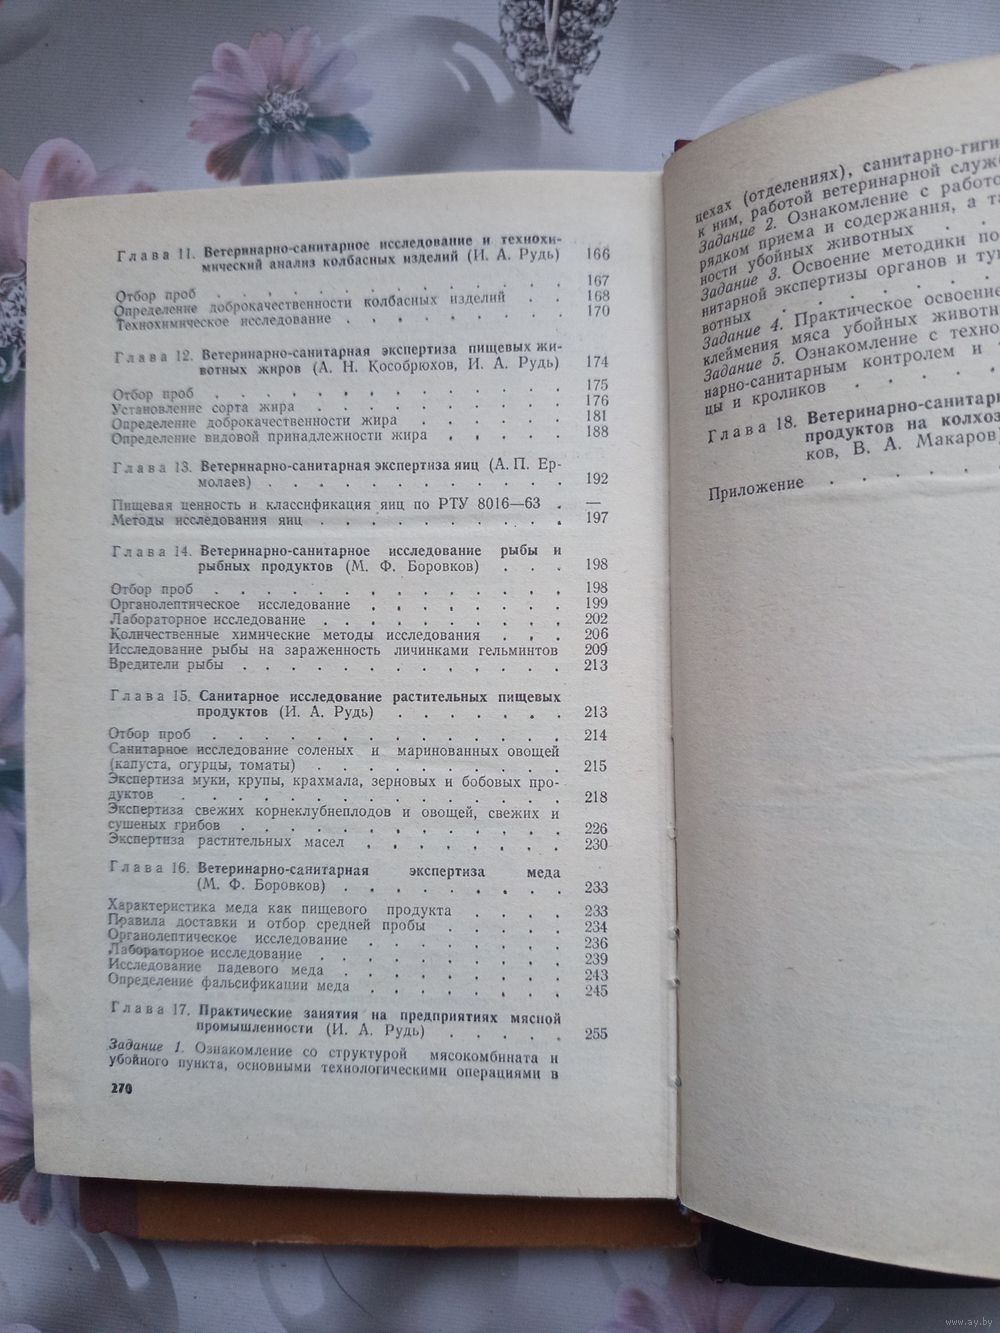 Глава 11. Ветеринарно-санитарное исследование и технохи-
мический анализ колбасных изделий (И. А. Рудь) 166
Отбор проб . . . . . . . . . . . . . 167
Определение доброкачественности колбасных изделий . . 168
Технохимическое исследование . . . . . . . . 170
Глава 12. Ветеринарно-санитарная экспертиза пищевых жи-
вотных жиров (А. Н. Кособрюхов, И. А. Рудь) 174
Отбор проб . . . . . . . . . . . . . 175
Установление сорта жира . . . . . . . . . 176
Определение доброкачественности жира . . . . . 181
Определение видовой принадлежности жира . . . . . 188
Глава 13. Ветеринарно-санитарная экспертиза яиц (А. П. Ер-
молаев) . . . . . . . . . . . 192
Пищевая ценность и классификация яиц по РТУ 8016—63 . —
Методы исследования яиц . . . . . . . . . . 197
Глава 14. Ветеринарно-санитарное исследование рыбы и
рыбных продуктов (М. Ф. Боровков) . . . 198
Отбор проб . . . . . . . . . . . . . 198
Органолептическое исследование . . . . . . . . 199
Лабораторное исследование . . . . . . . . . 202
Количественные химические методы исследования . . . 206
Исследование рыбы на зараженность личинками гельминтов 209
Вредители рыбы . . . . . . . . . . . . 213
Глава 15. Санитарное исследование растительных пищевых
продуктов (И. А. Рудь) . . . . . . . 213
Отбор проб . . . . . . . . . . . . . 214
Санитарное исследование соленых и маринованных овощей
(капуста, огурцы, томаты) . . . . . . . . . 215
Экспертиза муки, крупы, крахмала, зерновых и бобовых про-
дуктов . . . . . . . . . . . . . . 218
Экспертиза свежих корнеклубнеплодов и овощей, свежих и
сушеных грибов . . . . . . . . . . . . 226
Экспертиза растительных масел . . . . . . . . 230
Глава 16. Ветеринарно-санитарная экспертиза меда
(М. Ф. Боровков) . . . . . . . . . 233
Характеристика меда как пищевого продукта . . . . 233
Правила доставки и отбор средней пробы . . . . . 234
Органолептическое исследование . . . . . . . . 236
Лабораторное исследование . . . . . . . . . 239
Исследование падевого меда . . . . . . . . . 243
Определение фальсификации меда . . . . . . . . 245
Глава 17. Практические занятия на предприятиях мясной
промышленности (И. А. Рудь) . . . . . 255
Задание 1. Ознакомление со структурой мясокомбината и
убойного пункта, основными технологическими операциями в
270
цехах (отделениях), санитарно-гиги
к ним, работой ветеринарной служ
Задание 2. Ознакомление с работо
рядком приема и содержания, а та
ности убойных животных . .
Задание 3. Освоение методики по
нитарной экспертизы органов и ту
вотных . . . . . .
Задание 4. Практическое освоение
клеймения мяса убойных животн
Задание 5. Ознакомление с техно
нарно-санитарным контролем и
цы и кроликов . . . .
Глава 18. Ветеринарно-санитар
продуктов на колхоз
ков, В. А. Макаров)
Приложение . . . . . .
www.ay.by